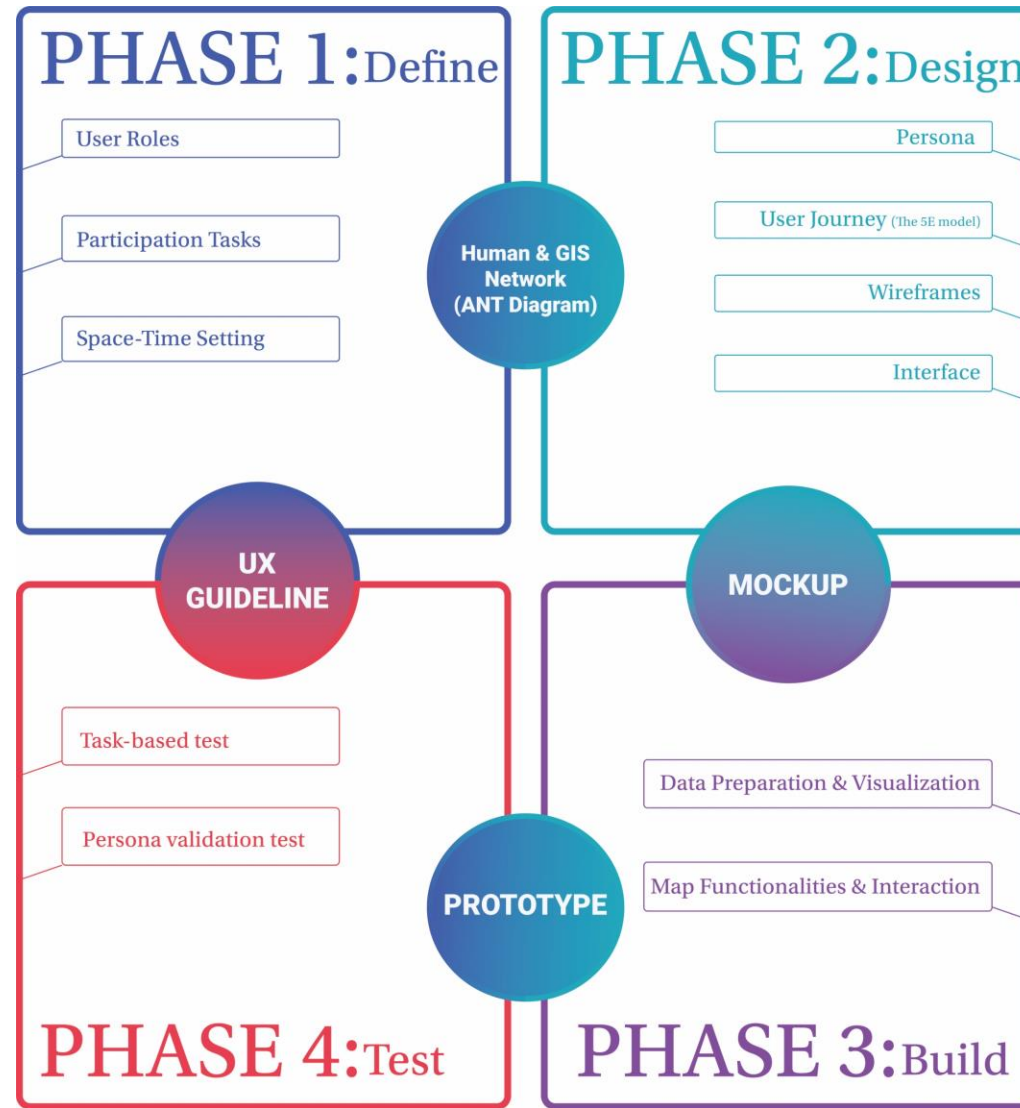 PHASE 1: Define
User Roles
Participation Tasks
Space-Time Setting
Human & GIS
Network
(ANT Diagram)
PHASE 2: Design
Persona
User Journey (The 5E model)
Wireframes
Interface
UX
GUIDELINE
MOCKUP
Task-based test
Persona validation test
PHASE 4: Test
PROTOTYPE
Data Preparation & Visualization
Map Functionalities & Interaction
PHASE 3: Build